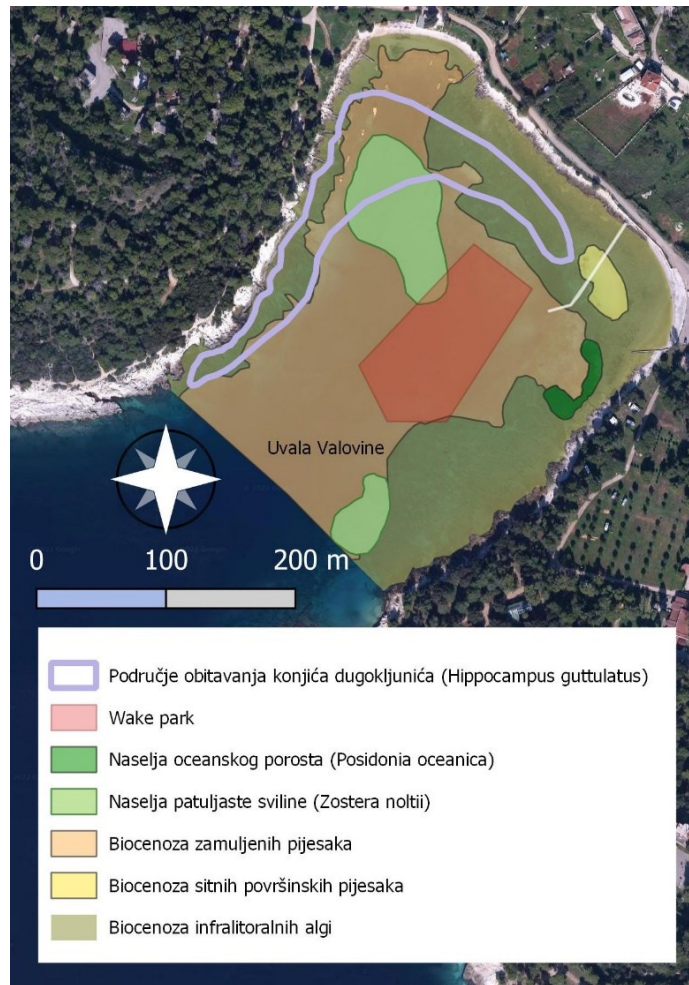 Uvala Valovine
0 100 200 m
Područje obitavanja konjića dugokljunića (Hippocampus guttulatus)
Wake park
Naselja oceanskog porosta (Posidonia oceanica)
Naselja patuljaste sviline (Zostera noltii)
Biocenoza zamuljenih pijesaka
Biocenoza sitnih površinskih pijesaka
Biocenoza infralitoralnih algi